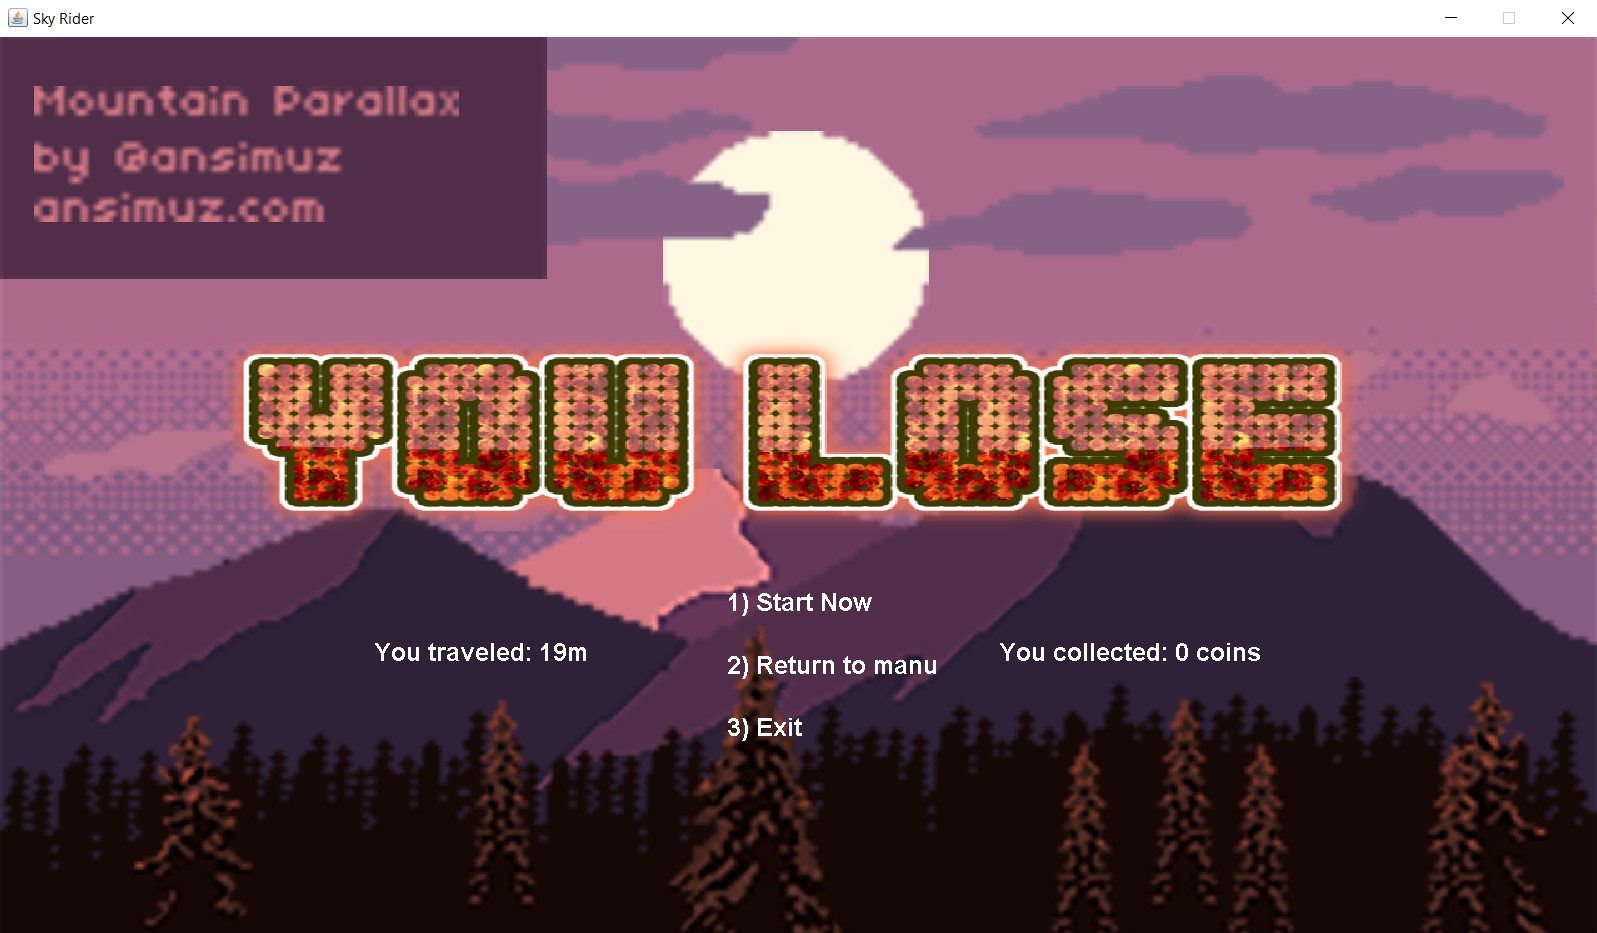 Sky Rider
Mountain Parallax
by @ansimuz
ansimuz.com
YOU LOSE
1) Start Now
You traveled: 19m
2) Return to manu
You collected: 0 coins
3) Exit